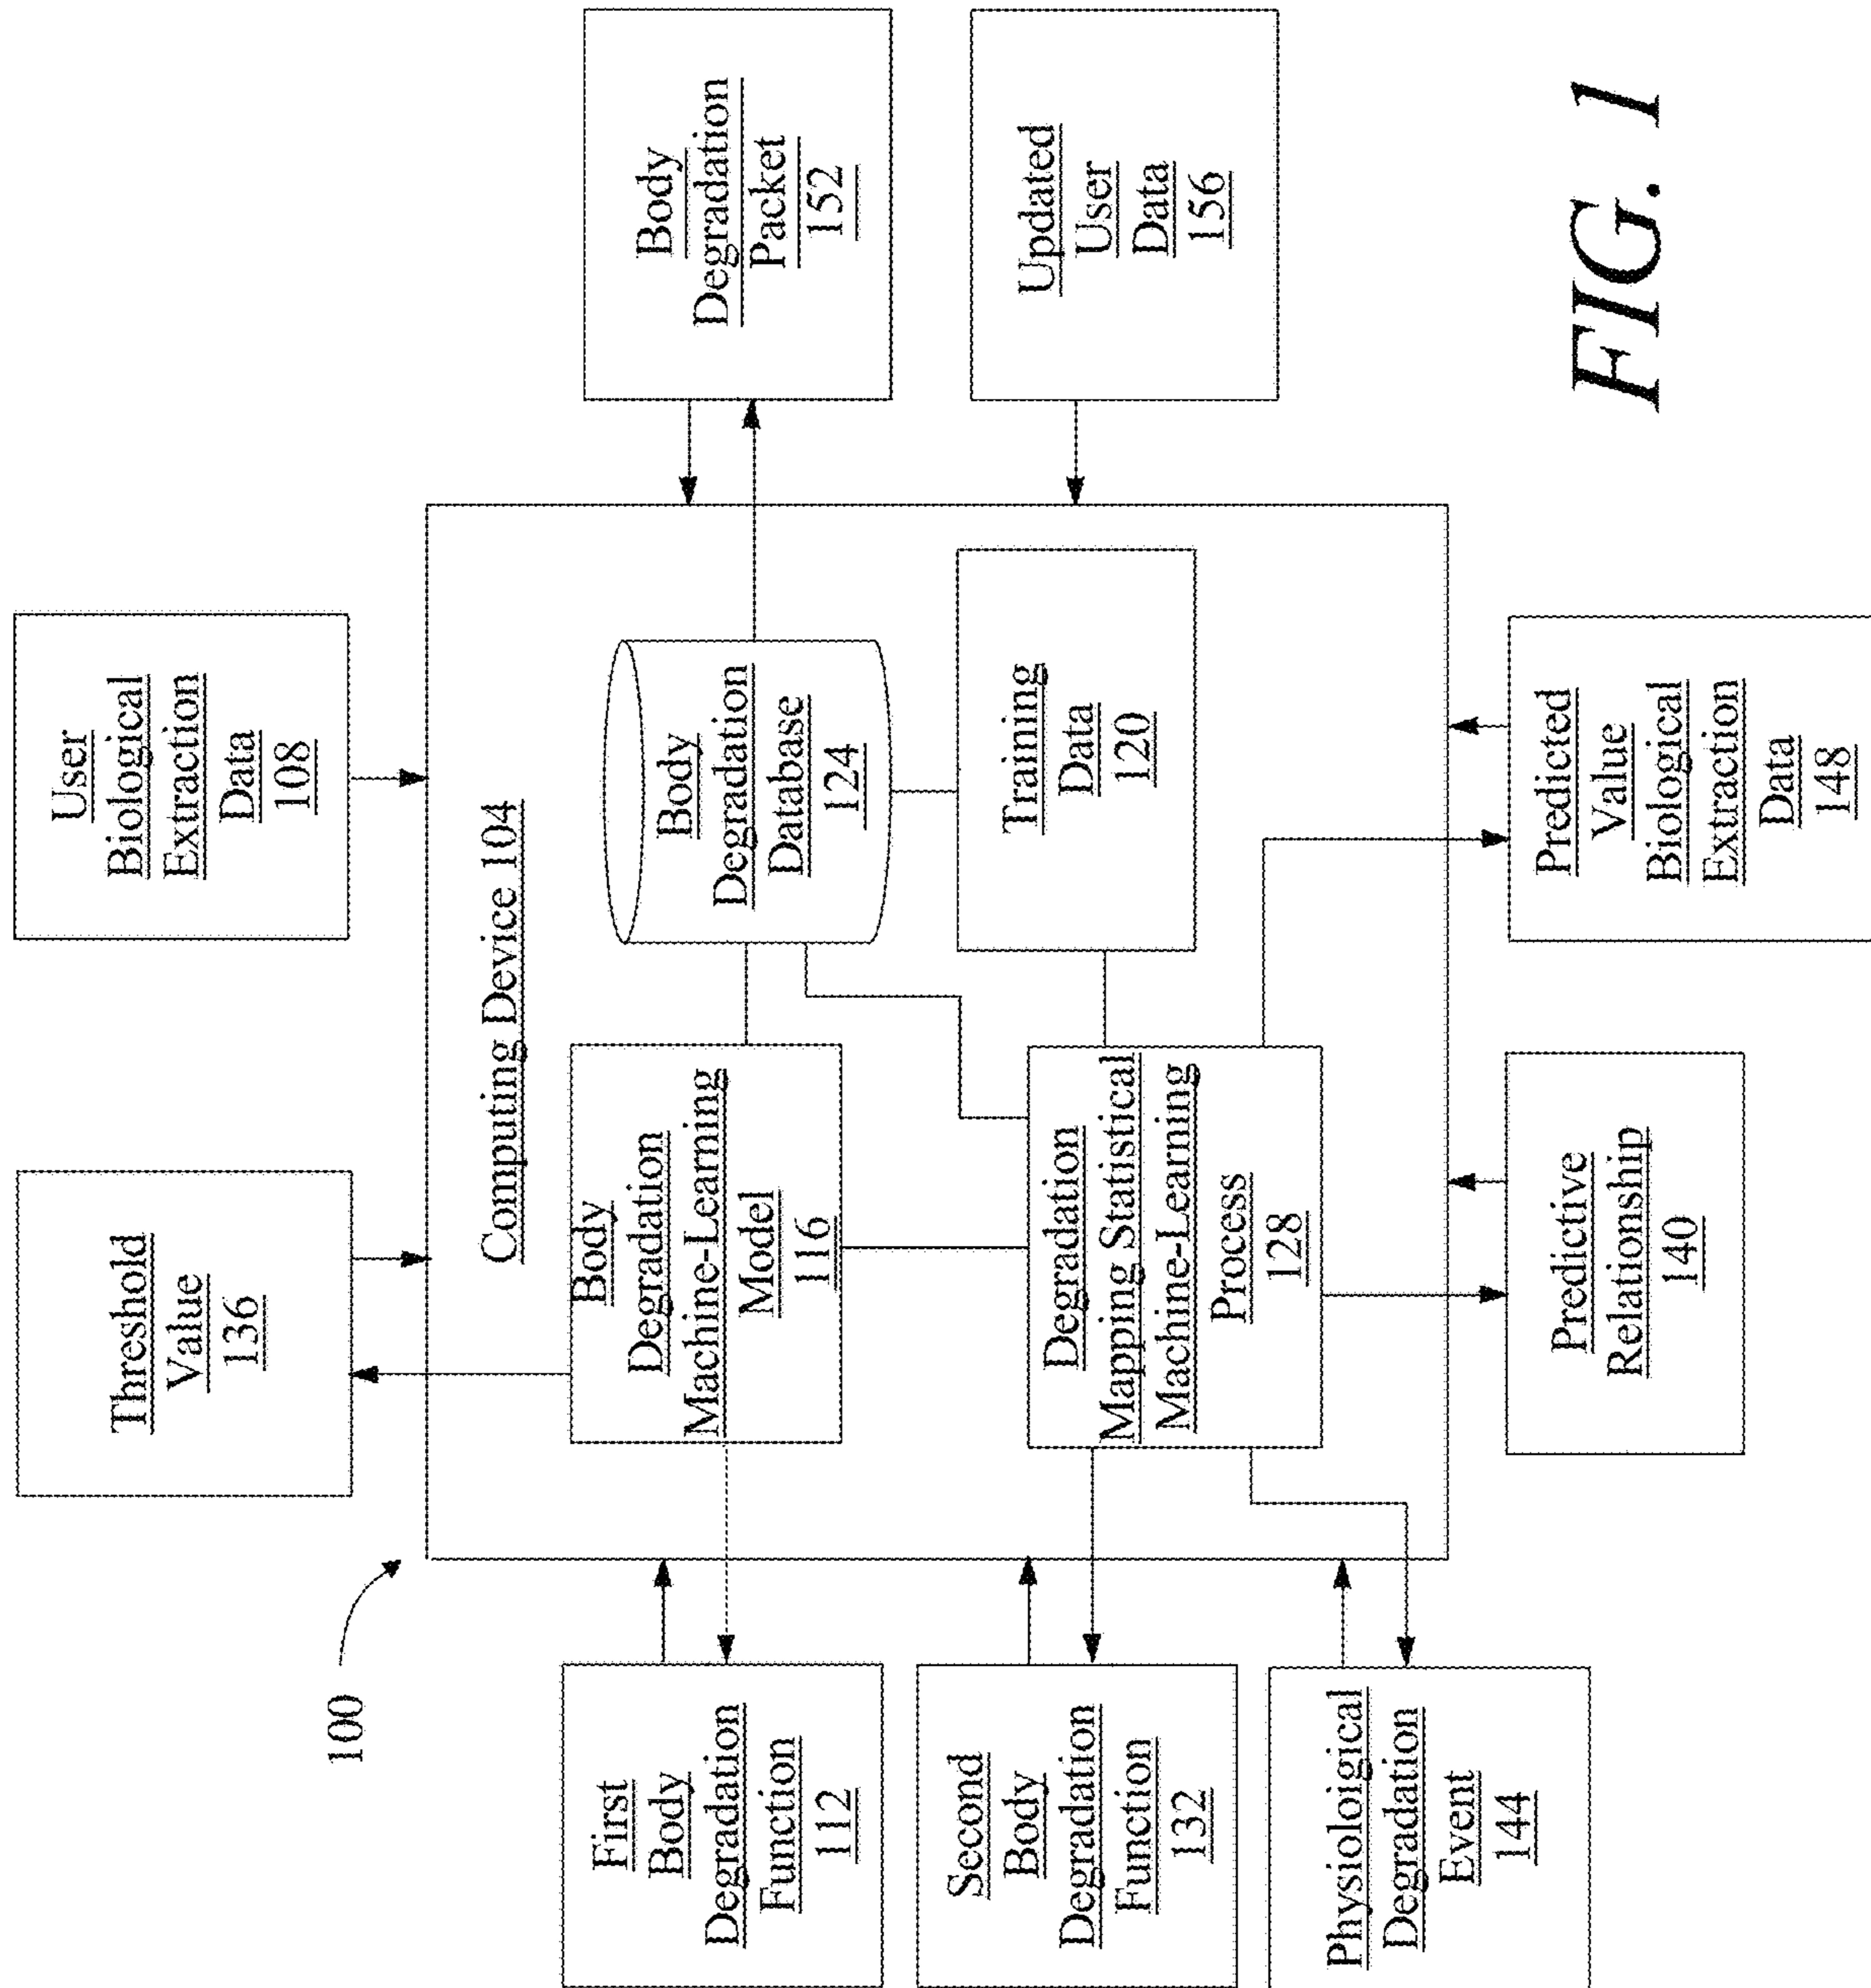 100
Threshold
Value
136
User
Biological
Extraction
Data
108
Computing Device 104
First
Body
Degradation
Function
112
Body
Degradation
Machine-Learning
Model
116
Body
Degradation
Database
124
Body
Degradation
Packet
152
Second
Body
Degradation
Function
132
Degradation
Mapping Statistical
Machine-Learning
Process
128
Training
Data
120
Updated
User
Data
156
Physioloigical
Degradation
Event
144
Predictive
Relationship
140
Predicted
Value
Biological
Extraction
Data
148
FIG. 1